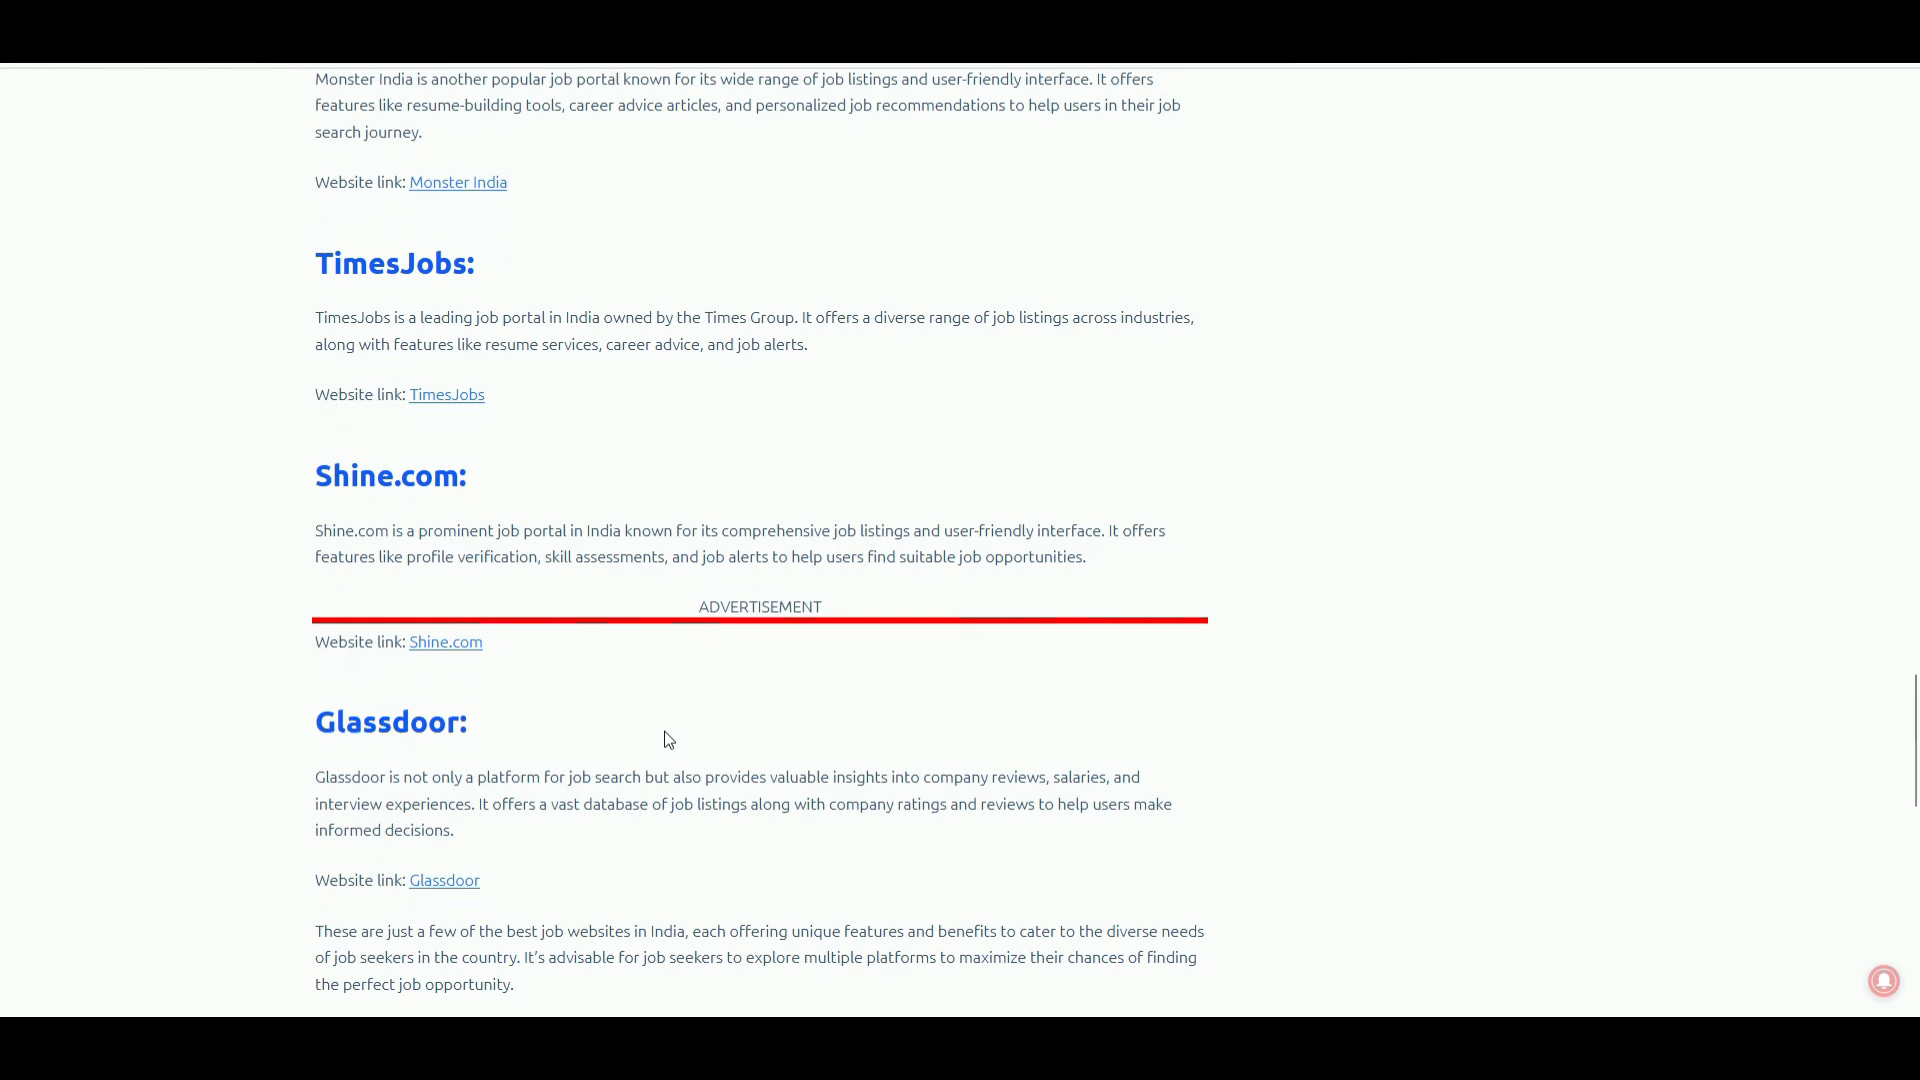 Monster India is another popular job portal known for its wide range of job listings and user-friendly interface. It offers
features like resume-building tools, career advice articles, and personalized job recommendations to help users in their job
search journey.
Website link: Monster India
TimesJobs:
TimesJobs is a leading job portal in India owned by the Times Group. It offers a diverse range of job listings across industries,
along with features like resume services, career advice, and job alerts.
Website link: TimesJobs
Shine.com:
Shine.com is a prominent job portal in India known for its comprehensive job listings and user-friendly interface. It offers
features like profile verification, skill assessments, and job alerts to help users find suitable job opportunities.
ADVERTISEMENT
Website link: Shine.com
Glassdoor:
Glassdoor is not only a platform for job search but also provides valuable insights into company reviews, salaries, and
interview experiences. It offers a vast database of job listings along with company ratings and reviews to help users make
informed decisions.
Website link: Glassdoor
These are just a few of the best job websites in India, each offering unique features and benefits to cater to the diverse needs
of job seekers in the country. It’s advisable for job seekers to explore multiple platforms to maximize their chances of finding
the perfect job opportunity.